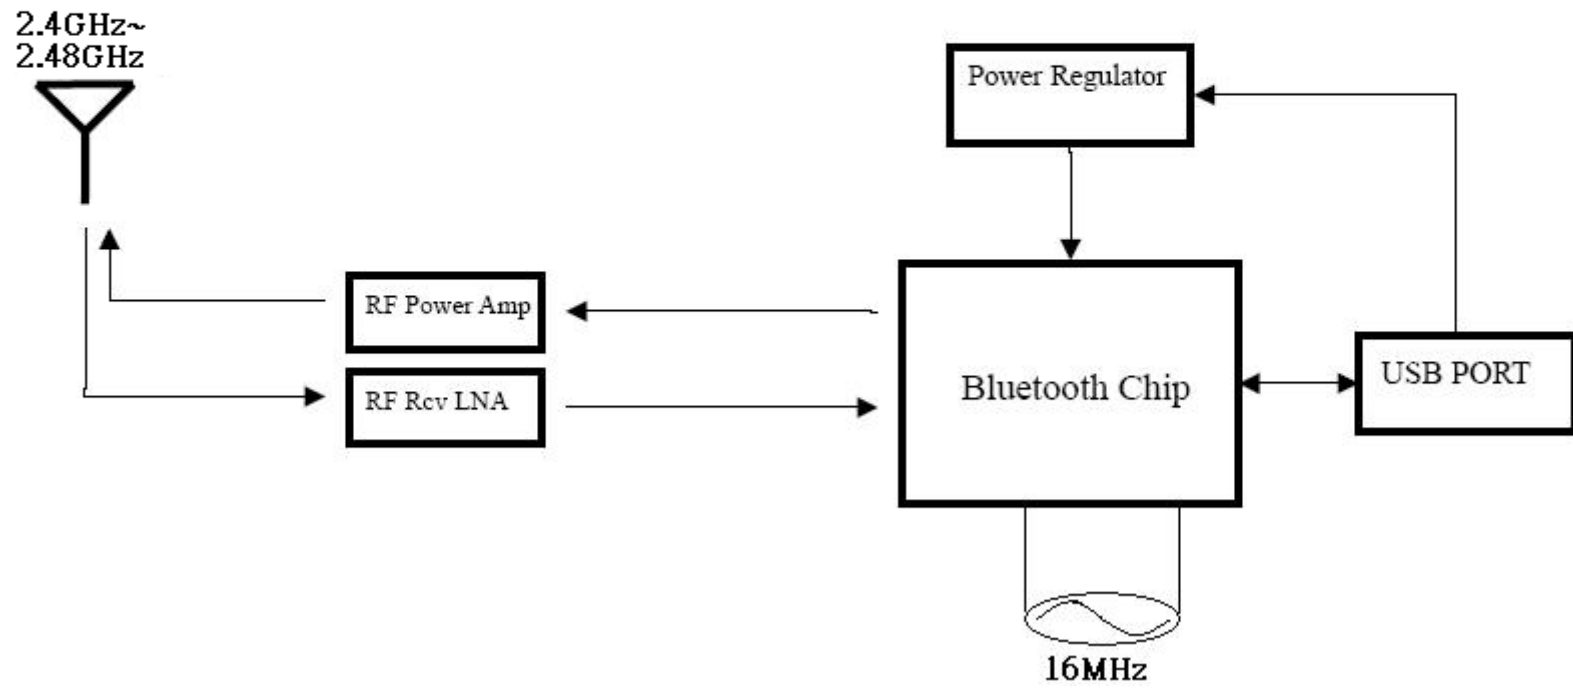 2.4GHz~
2.48GHz
Power Regulator
RF Power Amp
RF Rcv LNA
Bluetooth Chip
USB PORT
16MHz